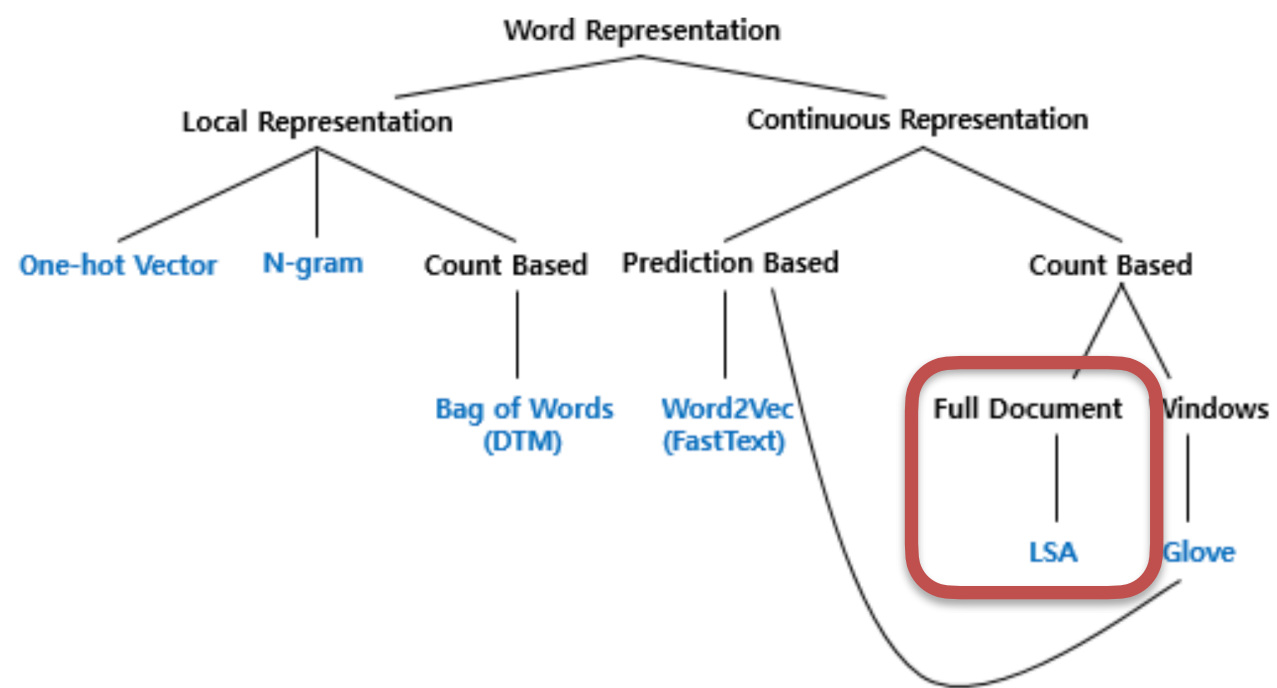 Word Representation
Local Representation
Continuous Representation
One-hot Vector
N-gram
Count Based
Prediction Based
Count Based
Bag of Words
(DTM)
Word2Vec
(FastText)
Full Document
Windows
LSA
Glove